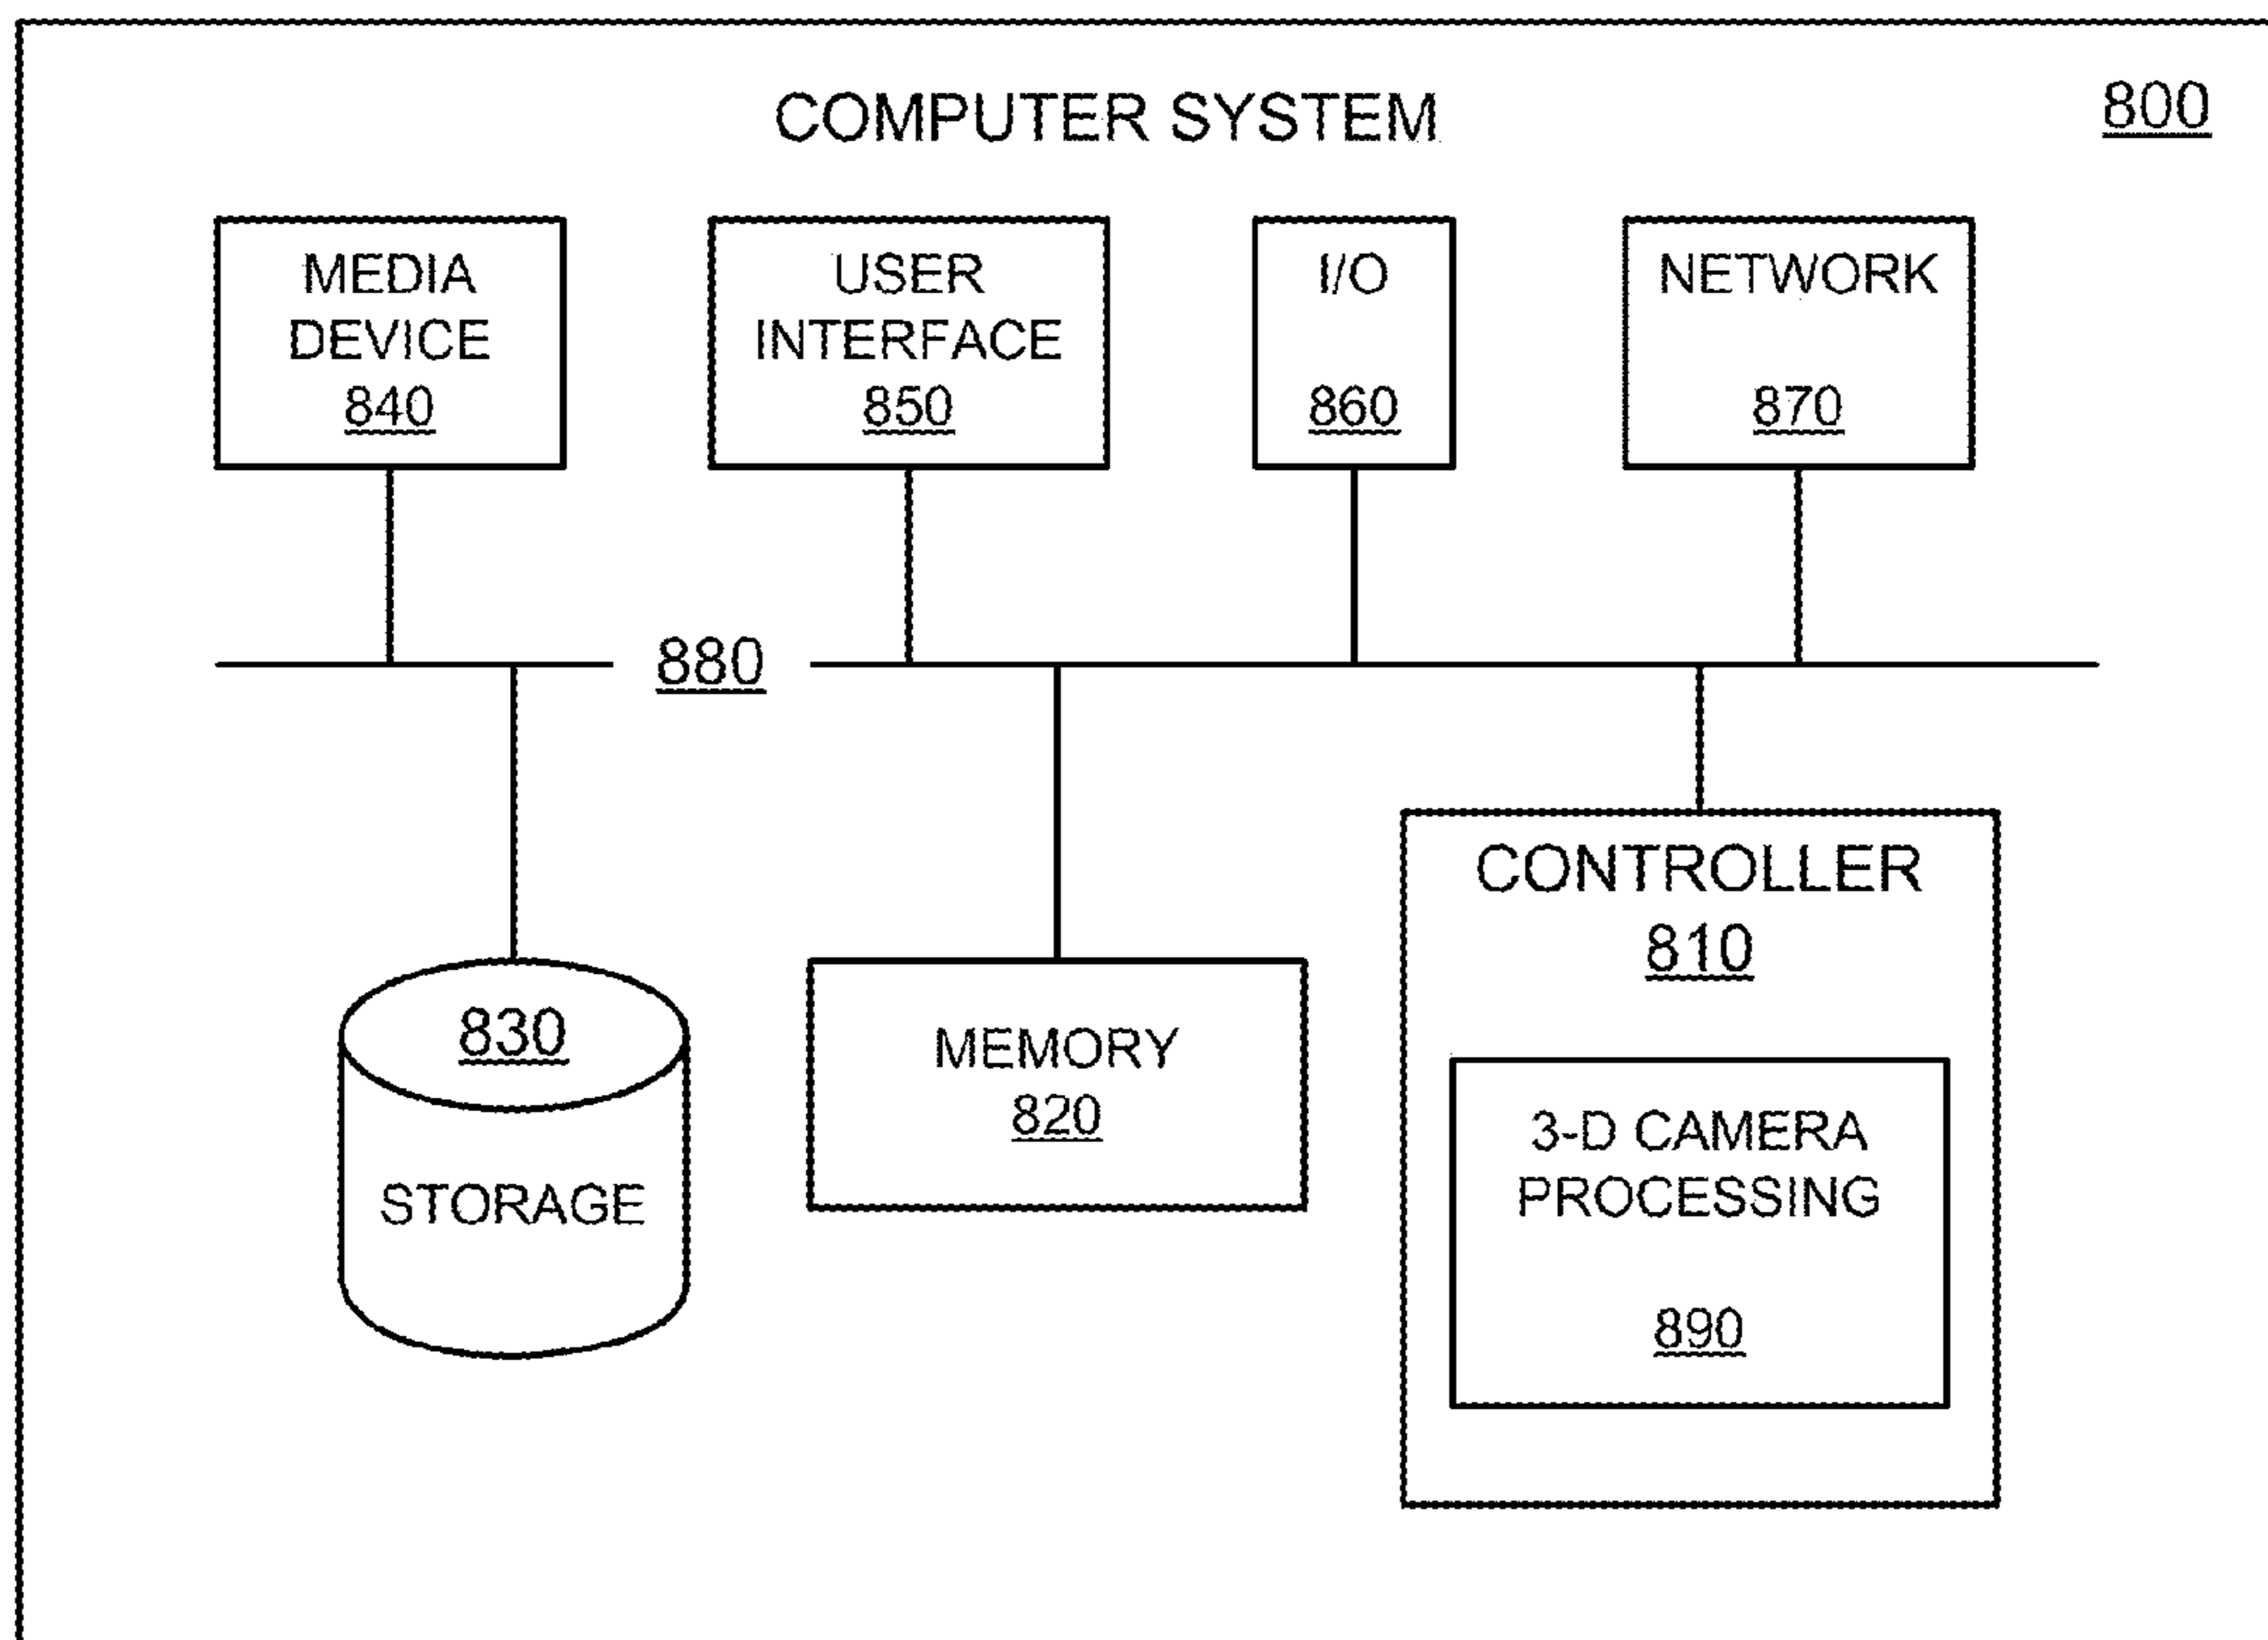 COMPUTER SYSTEM
800
MEDIA
DEVICE
840
USER
INTERFACE
850
I/O
860
NETWORK
870
880
830
STORAGE
MEMORY
820
CONTROLLER
810
3-D CAMERA
PROCESSING
890